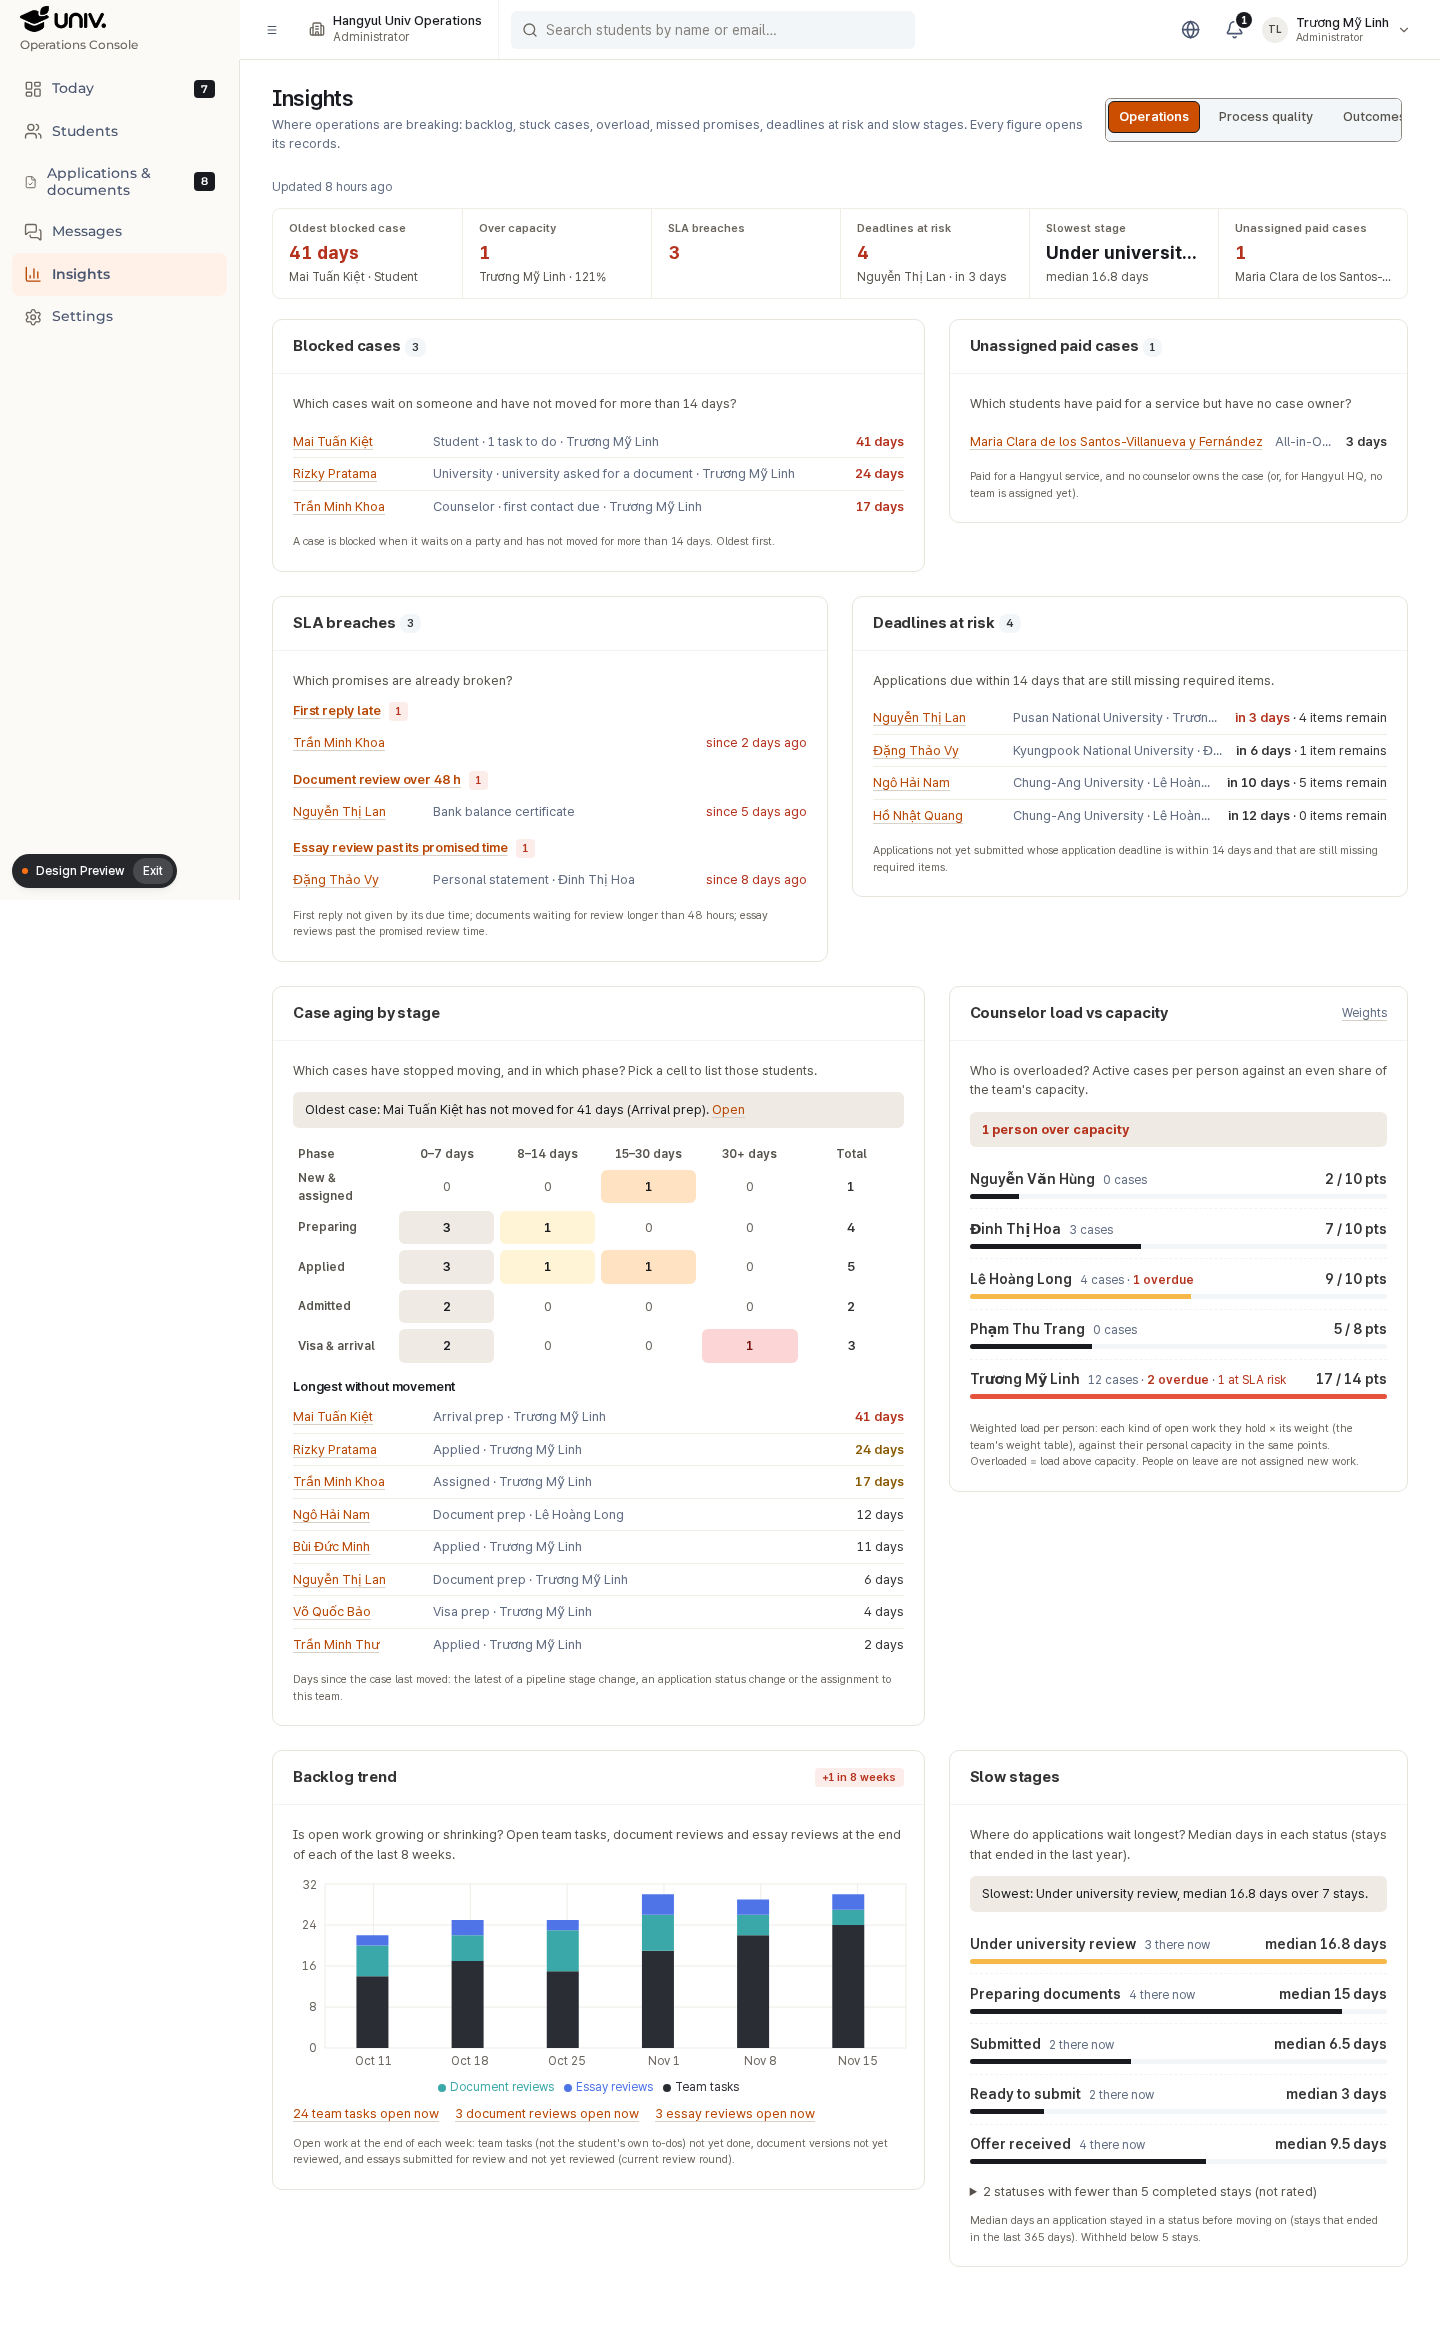 UNIV.
Operations Console
Today 7
Students
Applications &
documents 8
Messages
Insights
Settings
Design Preview Exit
Hangyul Univ Operations
Administrator
Search students by name or email...
1
TL
Trương Mỹ Linh
Administrator
Insights
Where operations are breaking: backlog, stuck cases, overload, missed promises, deadlines at risk and slow stages. Every figure opens
its records.
Operations Process quality Outcomes
Updated 8 hours ago
Oldest blocked case
41 days
Mai Tuấn Kiệt · Student
Over capacity
1
Trương Mỹ Linh · 121%
SLA breaches
3
Deadlines at risk
4
Nguyễn Thị Lan · in 3 days
Slowest stage
Under universit...
median 16.8 days
Unassigned paid cases
1
Maria Clara de los Santos-...
Blocked cases 3
Which cases wait on someone and have not moved for more than 14 days?
Mai Tuấn Kiệt Student · 1 task to do · Trương Mỹ Linh 41 days
Rizky Pratama University · university asked for a document · Trương Mỹ Linh 24 days
Trần Minh Khoa Counselor · first contact due · Trương Mỹ Linh 17 days
A case is blocked when it waits on a party and has not moved for more than 14 days. Oldest first.
Unassigned paid cases 1
Which students have paid for a service but have no case owner?
Maria Clara de los Santos-Villanueva y Fernández All-in-O... 3 days
Paid for a Hangyul service, and no counselor owns the case (or, for Hangyul HQ, no
team is assigned yet).
SLA breaches 3
Which promises are already broken?
First reply late 1
Trần Minh Khoa since 2 days ago
Document review over 48 h 1
Nguyễn Thị Lan Bank balance certificate since 5 days ago
Essay review past its promised time 1
Đặng Thảo Vy Personal statement · Đinh Thị Hoa since 8 days ago
First reply not given by its due time; documents waiting for review longer than 48 hours; essay
reviews past the promised review time.
Deadlines at risk 4
Applications due within 14 days that are still missing required items.
Nguyễn Thị Lan Pusan National University · Trươn... in 3 days · 4 items remain
Đặng Thảo Vy Kyungpook National University · Đ... in 6 days · 1 item remains
Ngô Hải Nam Chung-Ang University · Lê Hoàn... in 10 days · 5 items remain
Hồ Nhật Quang Chung-Ang University · Lê Hoàn... in 12 days · 0 items remain
Applications not yet submitted whose application deadline is within 14 days and that are still missing
required items.
Case aging by stage
Which cases have stopped moving, and in which phase? Pick a cell to list those students.
Oldest case: Mai Tuấn Kiệt has not moved for 41 days (Arrival prep). Open
Phase 0–7 days 8–14 days 15–30 days 30+ days Total
New &
assigned 0 0 1 0 1
Preparing 3 1 0 0 4
Applied 3 1 1 0 5
Admitted 2 0 0 0 2
Visa & arrival 2 0 0 1 3
Longest without movement
Mai Tuấn Kiệt Arrival prep · Trương Mỹ Linh 41 days
Rizky Pratama Applied · Trương Mỹ Linh 24 days
Trần Minh Khoa Assigned · Trương Mỹ Linh 17 days
Ngô Hải Nam Document prep · Lê Hoàng Long 12 days
Bùi Đức Minh Applied · Trương Mỹ Linh 11 days
Nguyễn Thị Lan Document prep · Trương Mỹ Linh 6 days
Võ Quốc Bảo Visa prep · Trương Mỹ Linh 4 days
Trần Minh Thư Applied · Trương Mỹ Linh 2 days
Days since the case last moved: the latest of a pipeline stage change, an application status change or the assignment to
this team.
Counselor load vs capacity Weights
Who is overloaded? Active cases per person against an even share of
the team's capacity.
1 person over capacity
Nguyễn Văn Hùng 0 cases 2 / 10 pts
Đinh Thị Hoa 3 cases 7 / 10 pts
Lê Hoàng Long 4 cases · 1 overdue 9 / 10 pts
Phạm Thu Trang 0 cases 5 / 8 pts
Trương Mỹ Linh 12 cases · 2 overdue · 1 at SLA risk 17 / 14 pts
Weighted load per person: each kind of open work they hold × its weight (the
team's weight table), against their personal capacity in the same points.
Overloaded = load above capacity. People on leave are not assigned new work.
Backlog trend +1 in 8 weeks
Is open work growing or shrinking? Open team tasks, document reviews and essay reviews at the end
of each of the last 8 weeks.
32
24
16
8
0
Oct 11 Oct 18 Oct 25 Nov 1 Nov 8 Nov 15
Document reviews Essay reviews Team tasks
24 team tasks open now 3 document reviews open now 3 essay reviews open now
Open work at the end of each week: team tasks (not the student's own to-dos) not yet done, document versions not yet
reviewed, and essays submitted for review and not yet reviewed (current review round).
Slow stages
Where do applications wait longest? Median days in each status (stays
that ended in the last year).
Slowest: Under university review, median 16.8 days over 7 stays.
Under university review 3 there now median 16.8 days
Preparing documents 4 there now median 15 days
Submitted 2 there now median 6.5 days
Ready to submit 2 there now median 3 days
Offer received 4 there now median 9.5 days
2 statuses with fewer than 5 completed stays (not rated)
Median days an application stayed in a status before moving on (stays that ended
in the last 365 days). Withheld below 5 stays.